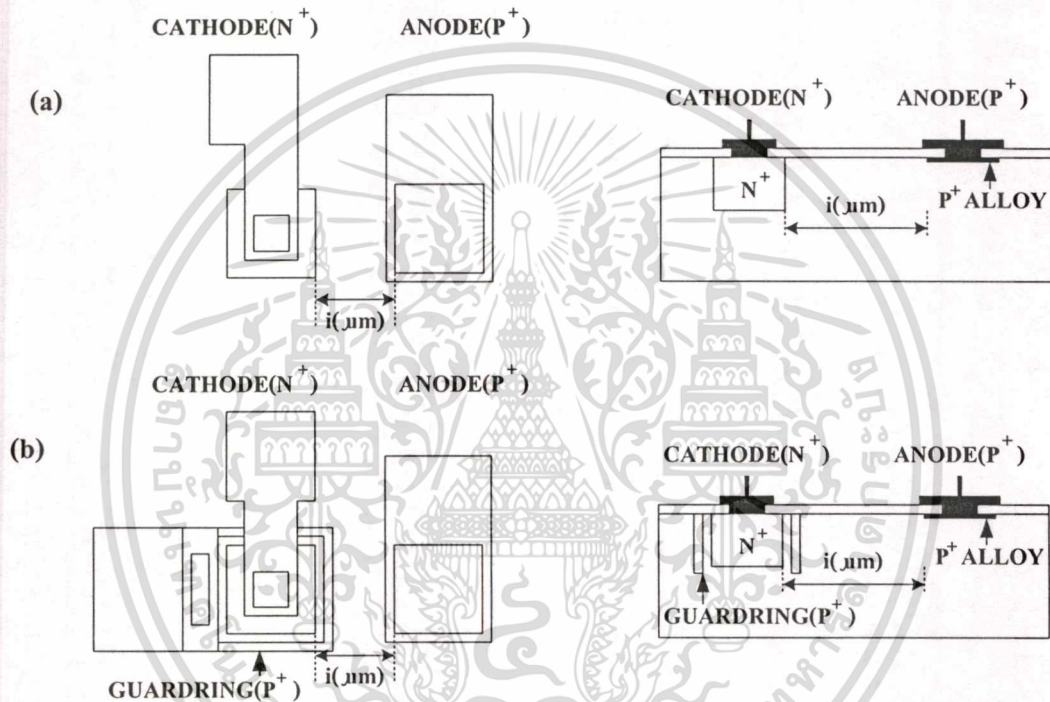 CATHODE(N⁺) ANODE(P⁺)
(a)
CATHODE(N⁺) ANODE(P⁺)
N⁺
P⁺ ALLOY
i(µm)
i(µm)
CATHODE(N⁺) ANODE(P⁺)
(b)
CATHODE(N⁺) ANODE(P⁺)
N⁺
P⁺ ALLOY
i(µm)
GUARDRING(P⁺)
i(µm)
GUARDRING(P⁺)